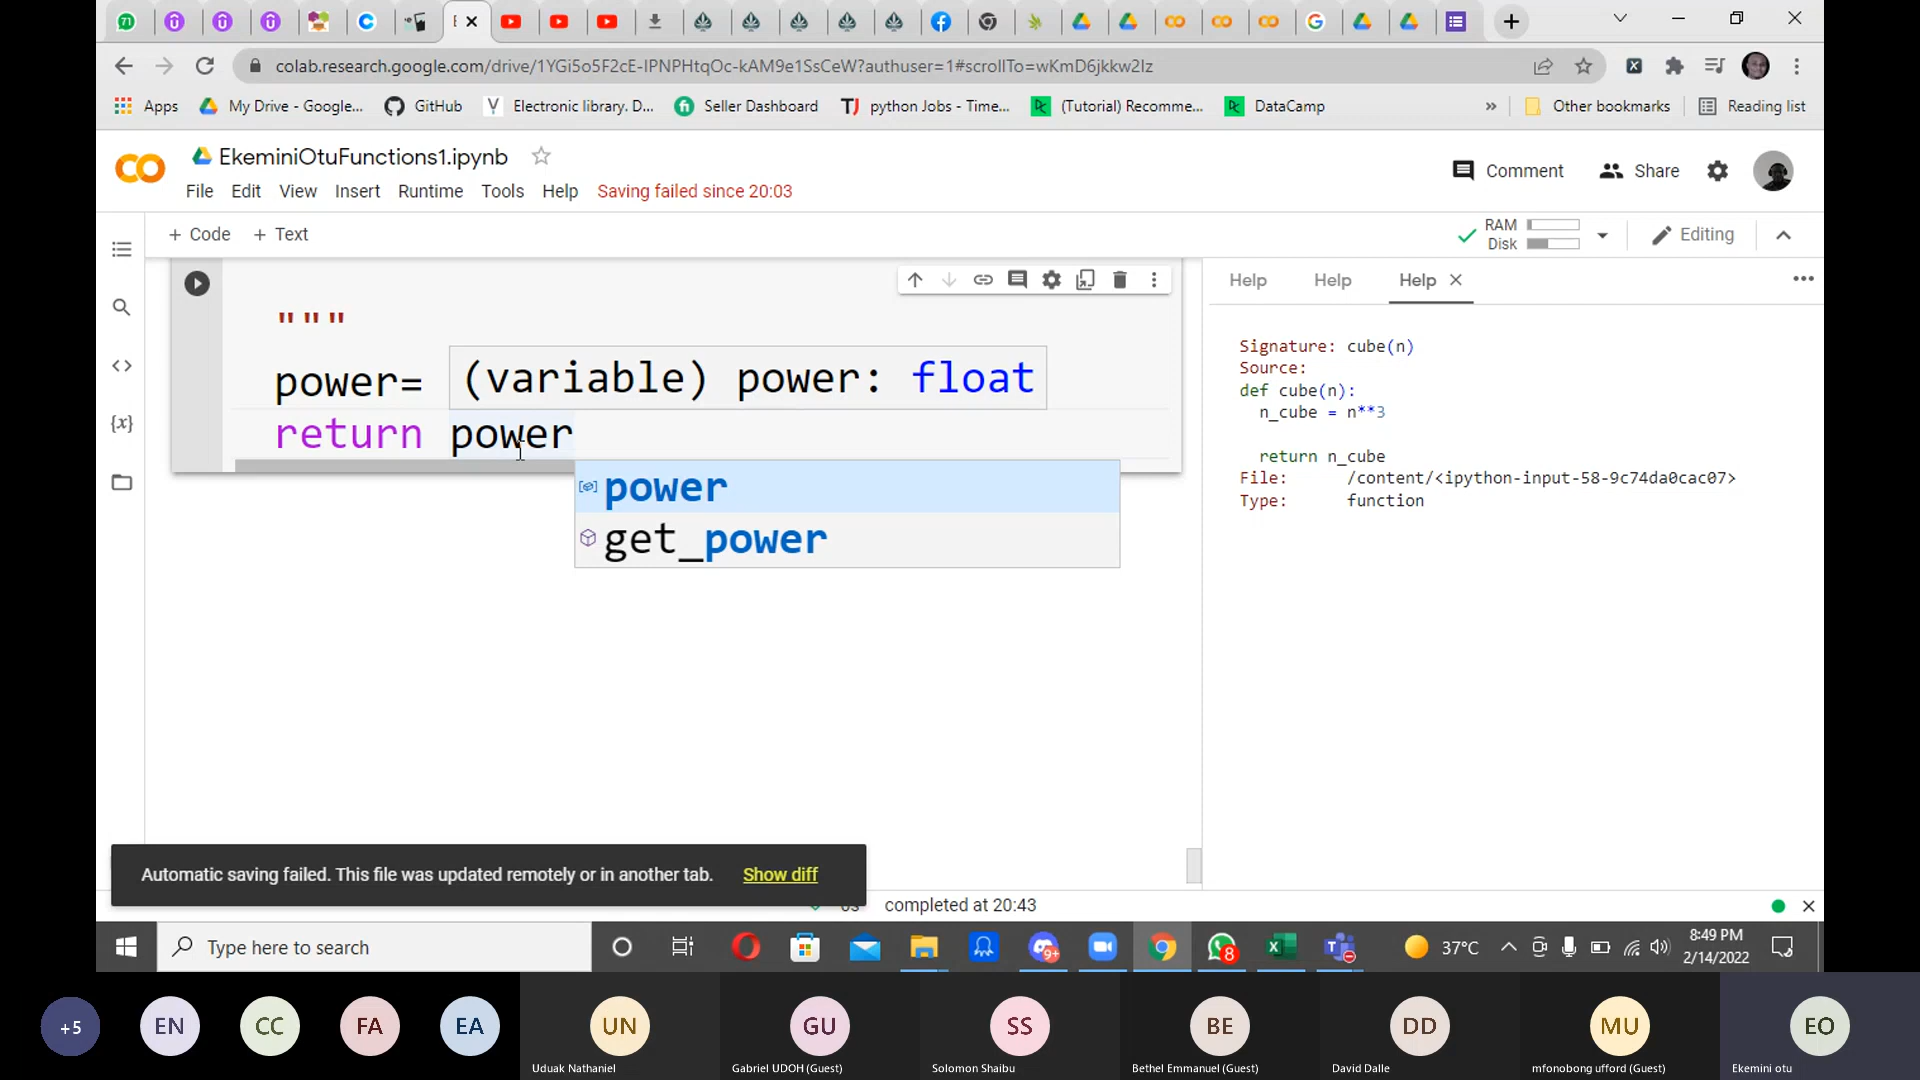 71
colab.research.google.com/drive/1YGi5o5F2cE-IPNPHtqOc-kAM9e1SsCeW?authuser=1#scrollTo=wKmD6jkkw2Iz
Apps
My Drive - Google...
GitHub
Electronic library. D...
Seller Dashboard
python Jobs - Time...
(Tutorial) Recomme...
DataCamp
»
Other bookmarks
Reading list
EkeminiOtuFunctions1.ipynb
Comment
Share
File Edit View Insert Runtime Tools Help Saving failed since 20:03
+ Code + Text
RAM
Disk
Editing
Help Help Help
"""
power= (variable) power: float
return power
power
get_power
Signature: cube(n)
Source:
def cube(n):
n_cube = n**3
return n_cube
File: /content/<ipython-input-58-9c74da0cac07>
Type: function
Automatic saving failed. This file was updated remotely or in another tab. Show diff
completed at 20:43
Type here to search
9+
8
37°C
8:49 PM
2/14/2022
+5
EN
CC
FA
EA
UN
GU
SS
BE
DD
MU
EO
Uduak Nathaniel
Gabriel UDOH (Guest)
Solomon Shaibu
Bethel Emmanuel (Guest)
David Dalle
mfonobong ufford (Guest)
Ekemini otu